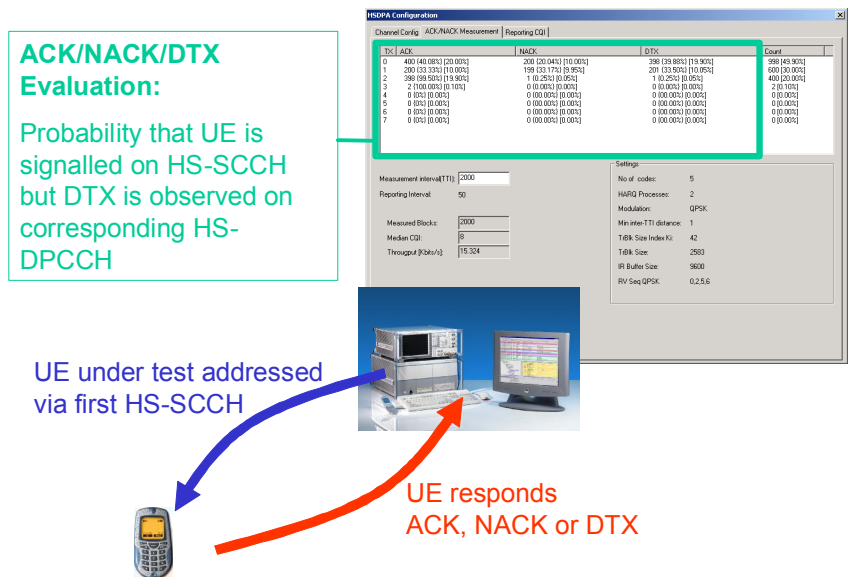 ACK/NACK/DTX
Evaluation:
Probability that UE is
signalled on HS-SCCH
but DTX is observed on
corresponding HS-
DPCCH
HSDPA Configuration
Channel Config ACK/NACK Measurement Reporting CQI
TX ACK NACK DTX Count
0 400 (40.08%) [20.00%] 200 (20.04%) [10.00%] 398 (39.88%) [19.90%] 998 [49.90%]
1 200 (33.33%) [10.00%] 199 (33.17%) [9.95%] 201 (33.50%) [10.05%] 600 [30.00%]
2 398 (99.50%) [19.90%] 1 (0.25%) [0.05%] 1 (0.25%) [0.05%] 400 [20.00%]
3 2 (100.00%) [0.10%] 0 (0.00%) [0.00%] 0 (0.00%) [0.00%] 2 [0.10%]
4 0 (0%) [0.00%] 0 (00.00%) [0.00%] 0 (00.00%) [0.00%] 0 [0.00%]
5 0 (0%) [0.00%] 0 (00.00%) [0.00%] 0 (00.00%) [0.00%] 0 [0.00%]
6 0 (0%) [0.00%] 0 (00.00%) [0.00%] 0 (00.00%) [0.00%] 0 [0.00%]
7 0 (0%) [0.00%] 0 (00.00%) [0.00%] 0 (00.00%) [0.00%] 0 [0.00%]
Measurement interval(TTI): 2000
Reporting Interval: 50
Measured Blocks: 2000
Median CQI: 8
Througput [Kbits/s]: 15.324
Settings
No of codes: 5
HARQ Processes: 2
Modulation: QPSK
Min inter-TTI distance: 1
TrBlk Size Index Ki: 42
TrBlk Size: 2583
IR Buffer Size: 9600
RV Seq QPSK 0,2,5,6
UE under test addressed
via first HS-SCCH
UE responds
ACK, NACK or DTX